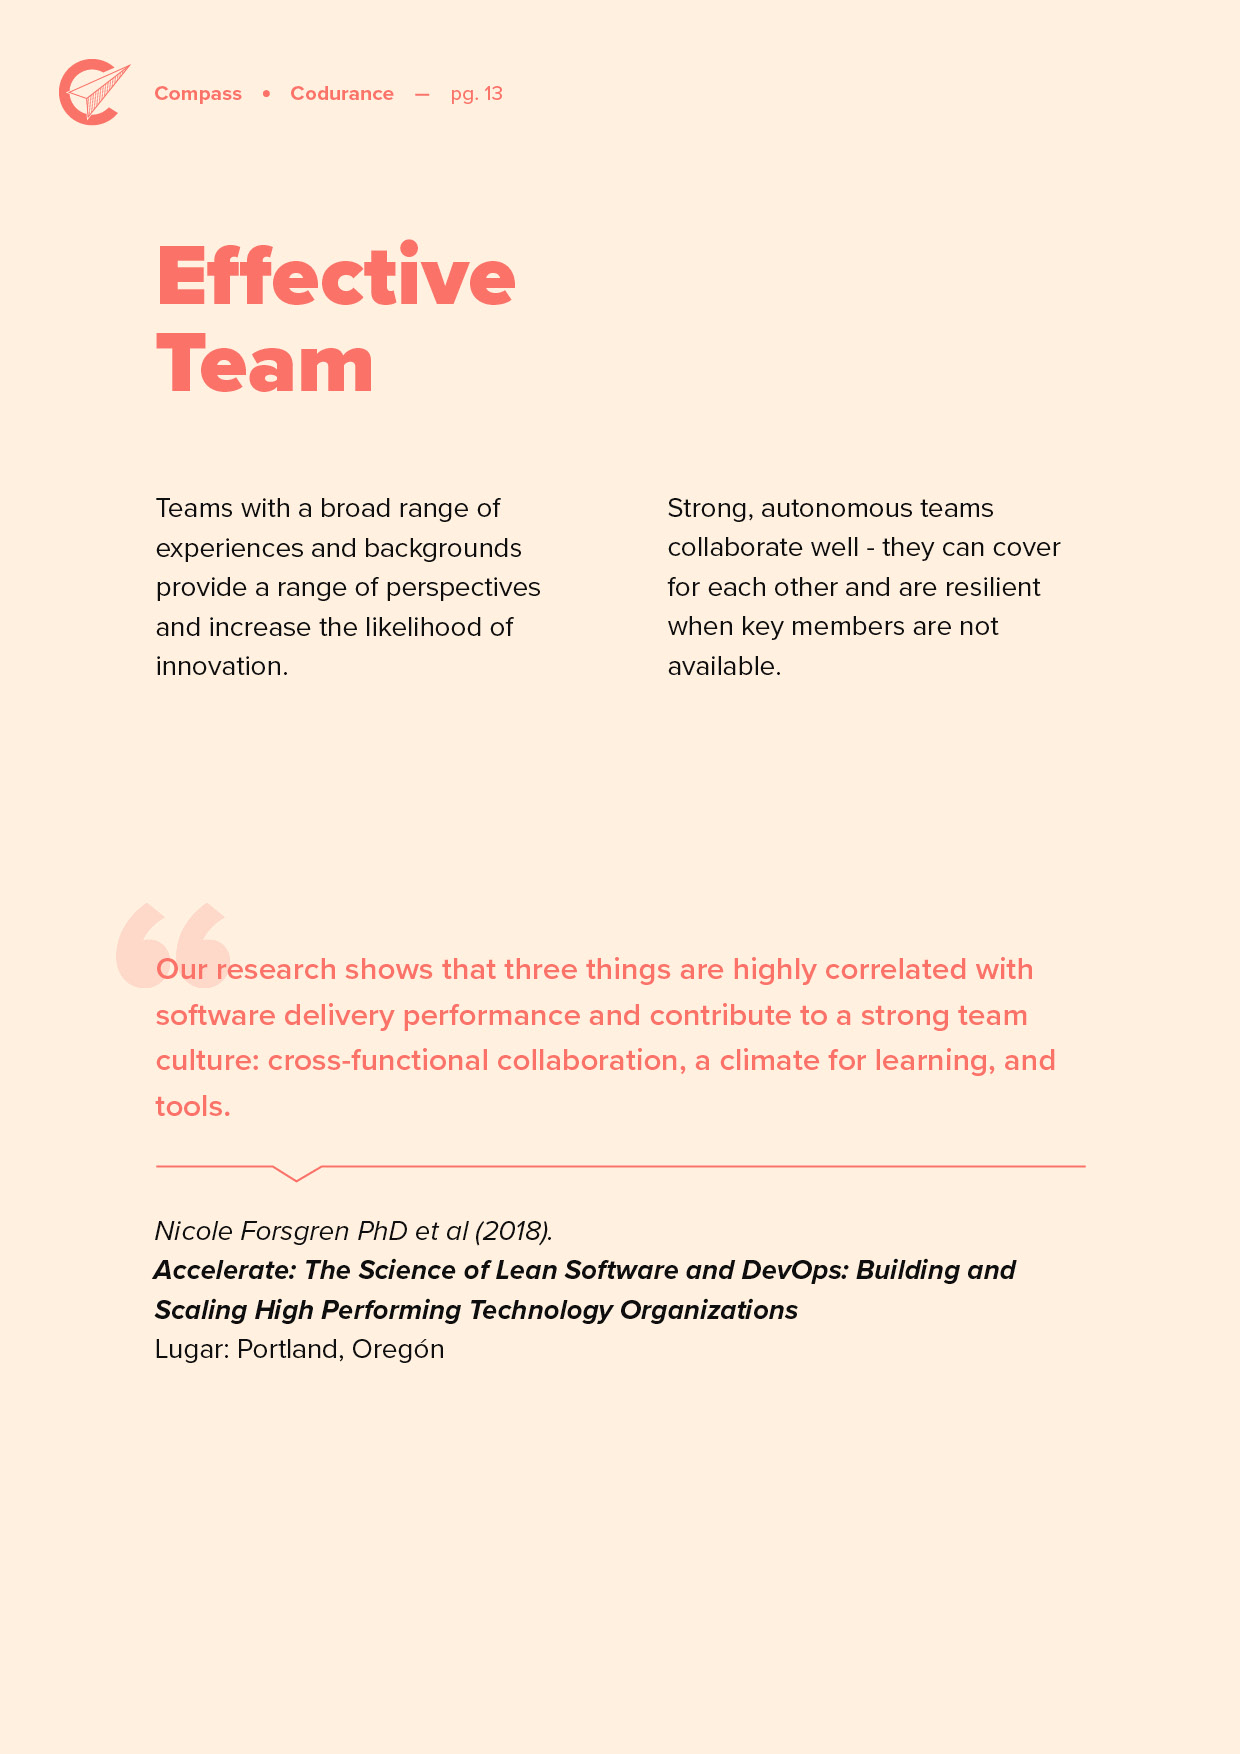 Compass • Codurance — pg. 13
Effective
Team
Teams with a broad range of
experiences and backgrounds
provide a range of perspectives
and increase the likelihood of
innovation.
Strong, autonomous teams
collaborate well - they can cover
for each other and are resilient
when key members are not
available.
“
Our research shows that three things are highly correlated with
software delivery performance and contribute to a strong team
culture: cross-functional collaboration, a climate for learning, and
tools.
Nicole Forsgren PhD et al (2018).
Accelerate: The Science of Lean Software and DevOps: Building and
Scaling High Performing Technology Organizations
Lugar: Portland, Oregón